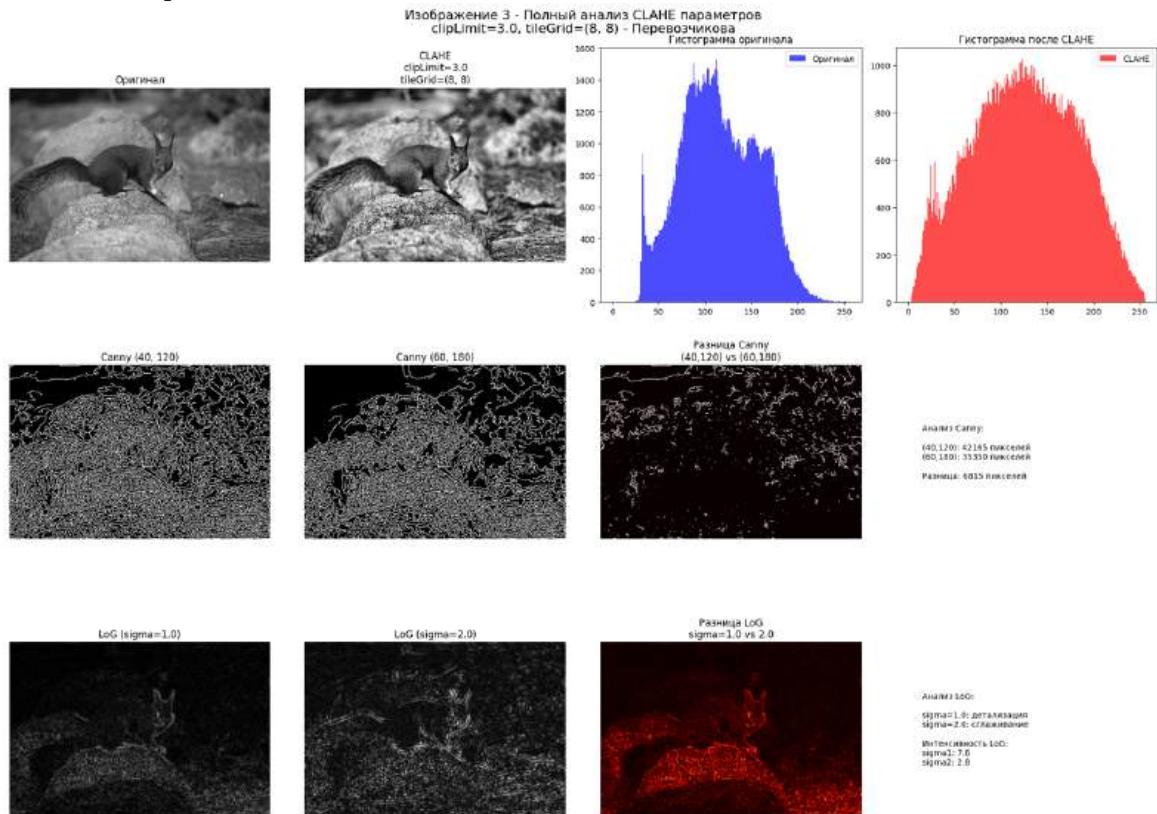 Изображение 3 - Полный анализ CLAHE параметров
clipLimit=3.0, tileGrid=(8, 8) - Перевозчикова
Оригинал
CLAHE
clipLimit=3.0
tileGrid=(8, 8)
Гистограмма оригинала
Оригинал
1600
1400
1200
1000
800
600
400
200
0
0 50 100 150 200 250
Гистограмма после CLAHE
CLAHE
1000
800
600
400
200
0
0 50 100 150 200 250
Canny (40, 120)
Canny (60, 180)
Разница Canny
(40,120) vs (60,180)
Анализ Canny:
(40,120): 42165 пикселей
(60,180): 35350 пикселей
Разница: 6815 пикселей
LoG (sigma=1.0)
LoG (sigma=2.0)
Разница LoG
sigma=1.0 vs 2.0
Анализ LoG:
sigma=1.0: детализация
sigma=2.0: сглаживание
Интенсивность LoG:
sigma1: 7.6
sigma2: 2.8